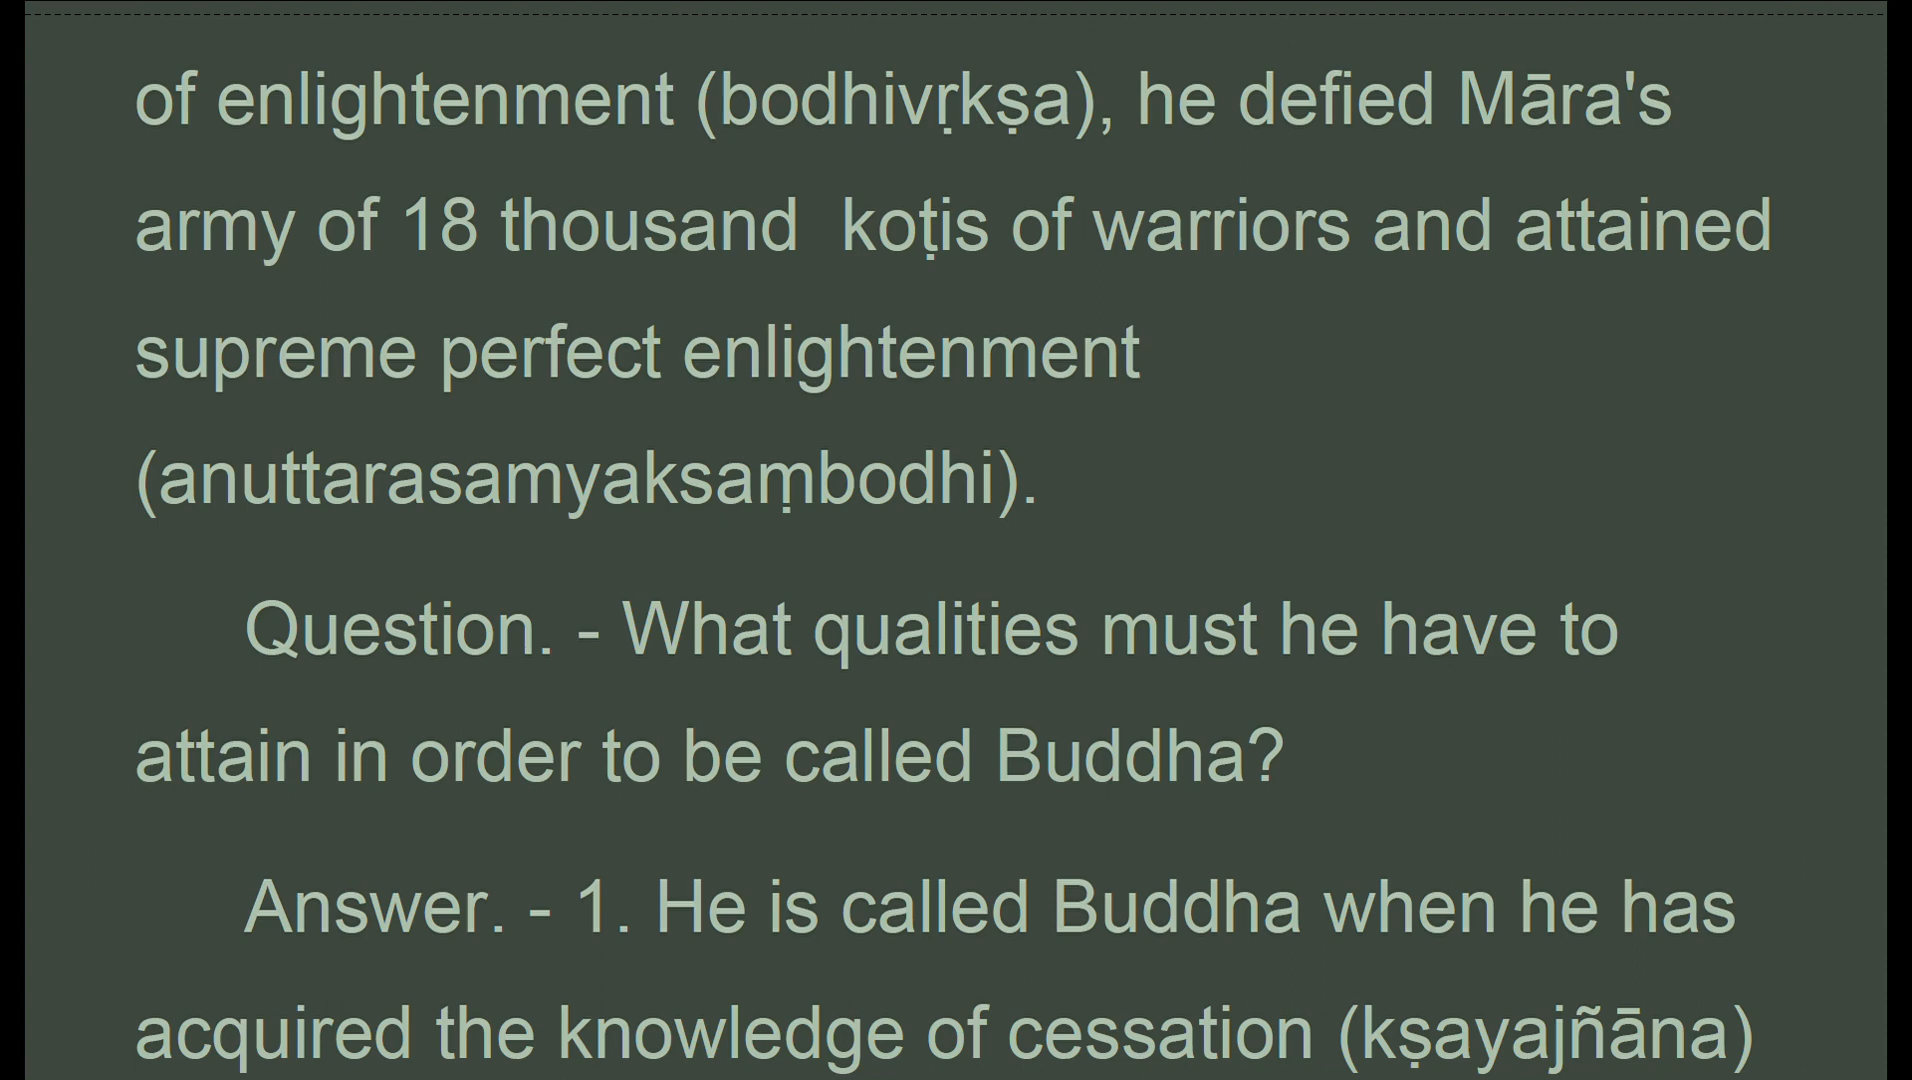 of enlightenment (bodhivṛkṣa), he defied Māra's
army of 18 thousand  koṭis of warriors and attained
supreme perfect enlightenment
(anuttarasamyaksaṃbodhi).
Question. - What qualities must he have to
attain in order to be called Buddha?
Answer. - 1. He is called Buddha when he has
acquired the knowledge of cessation (kṣayajñāna)